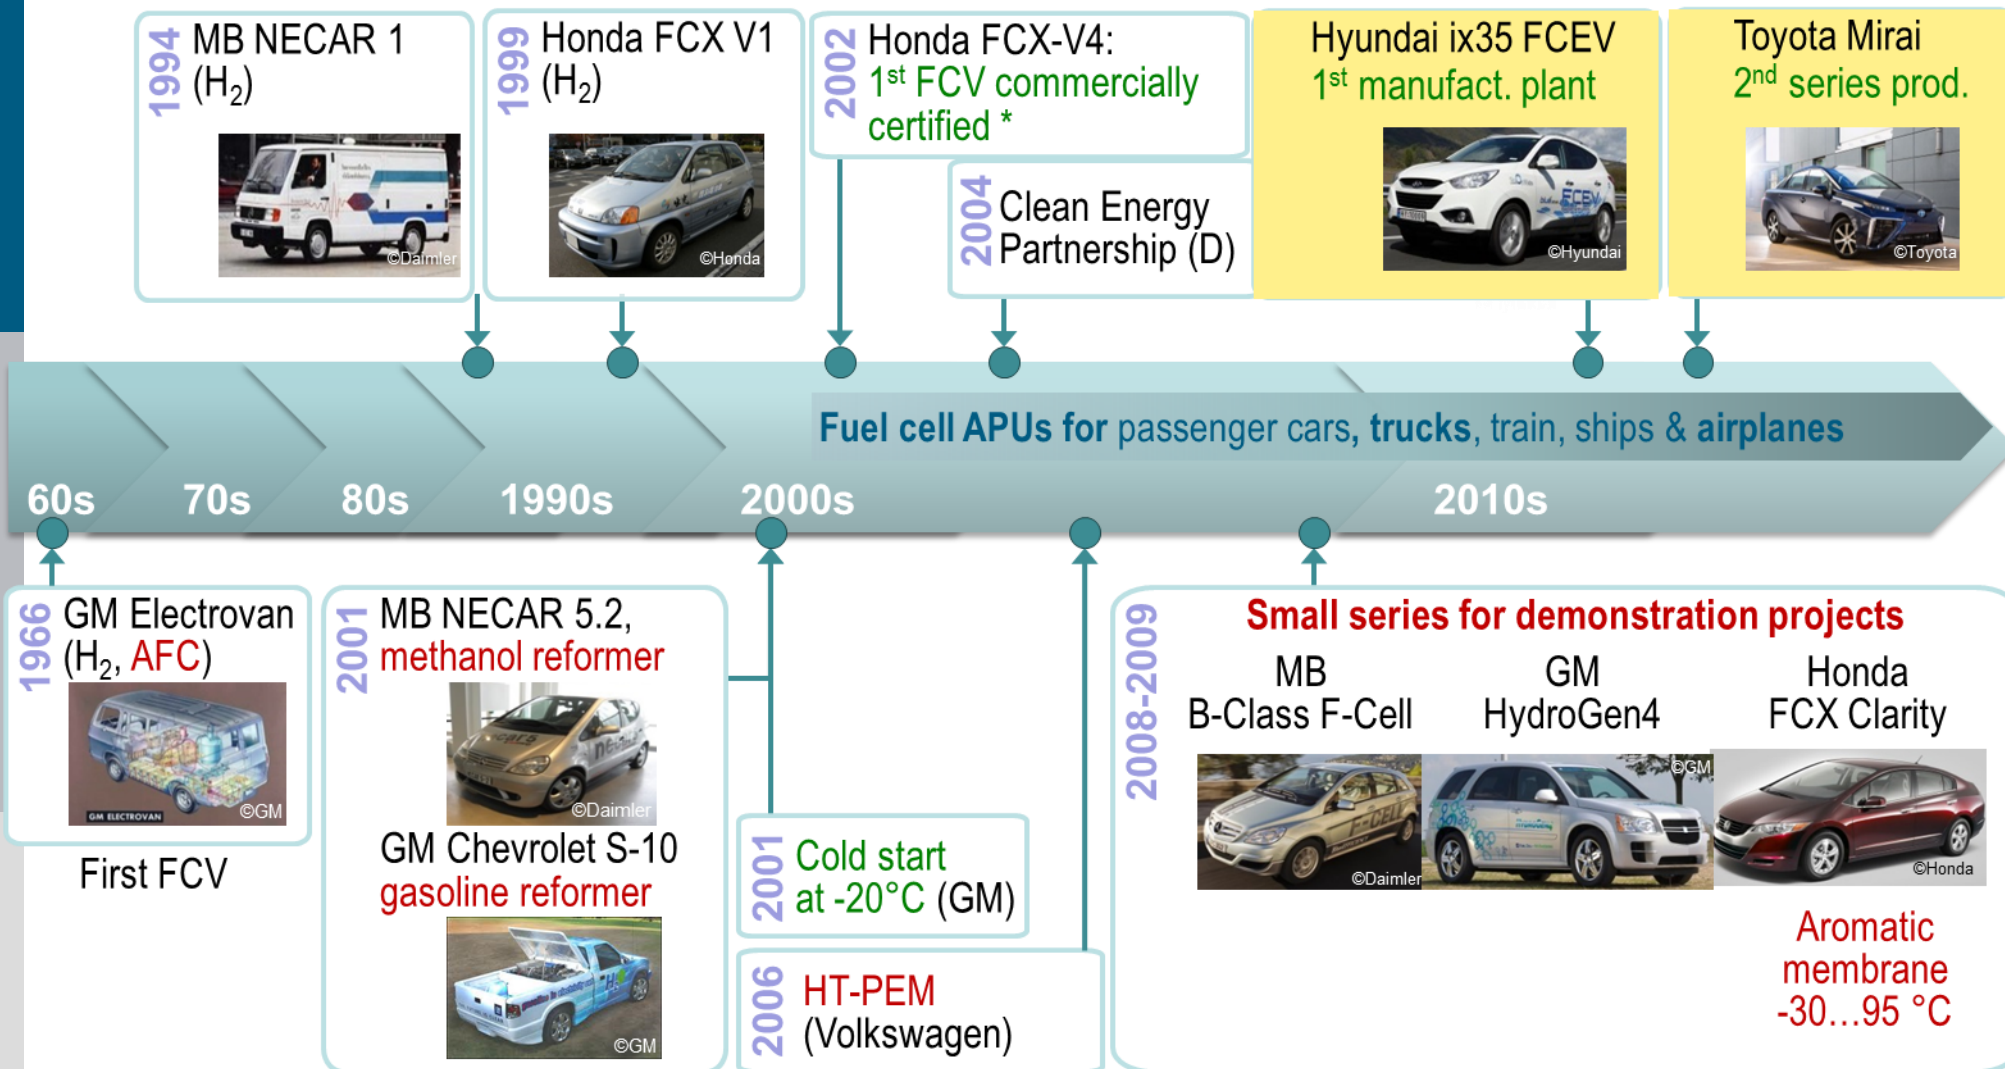 1994
MB NECAR 1
(H₂)
©Daimler
1999
Honda FCX V1
(H₂)
©Honda
2002
Honda FCX-V4:
1st FCV commercially
certified *
2004
Clean Energy
Partnership (D)
Hyundai ix35 FCEV
1st manufact. plant
FCEV
©Hyundai
Toyota Mirai
2nd series prod.
©Toyota
Fuel cell APUs for passenger cars, trucks, train, ships & airplanes
60s
70s
80s
1990s
2000s
2010s
1966
GM Electrovan
(H₂, AFC)
GM ELECTROVAN
©GM
First FCV
2001
MB NECAR 5.2,
methanol reformer
©Daimler
GM Chevrolet S-10
gasoline reformer
©GM
2001
Cold start
at -20°C (GM)
2006
HT-PEM
(Volkswagen)
2008-2009
Small series for demonstration projects
MB
B-Class F-Cell
F-CELL
©Daimler
GM
HydroGen4
©GM
Honda
FCX Clarity
©Honda
Aromatic
membrane
-30...95 °C